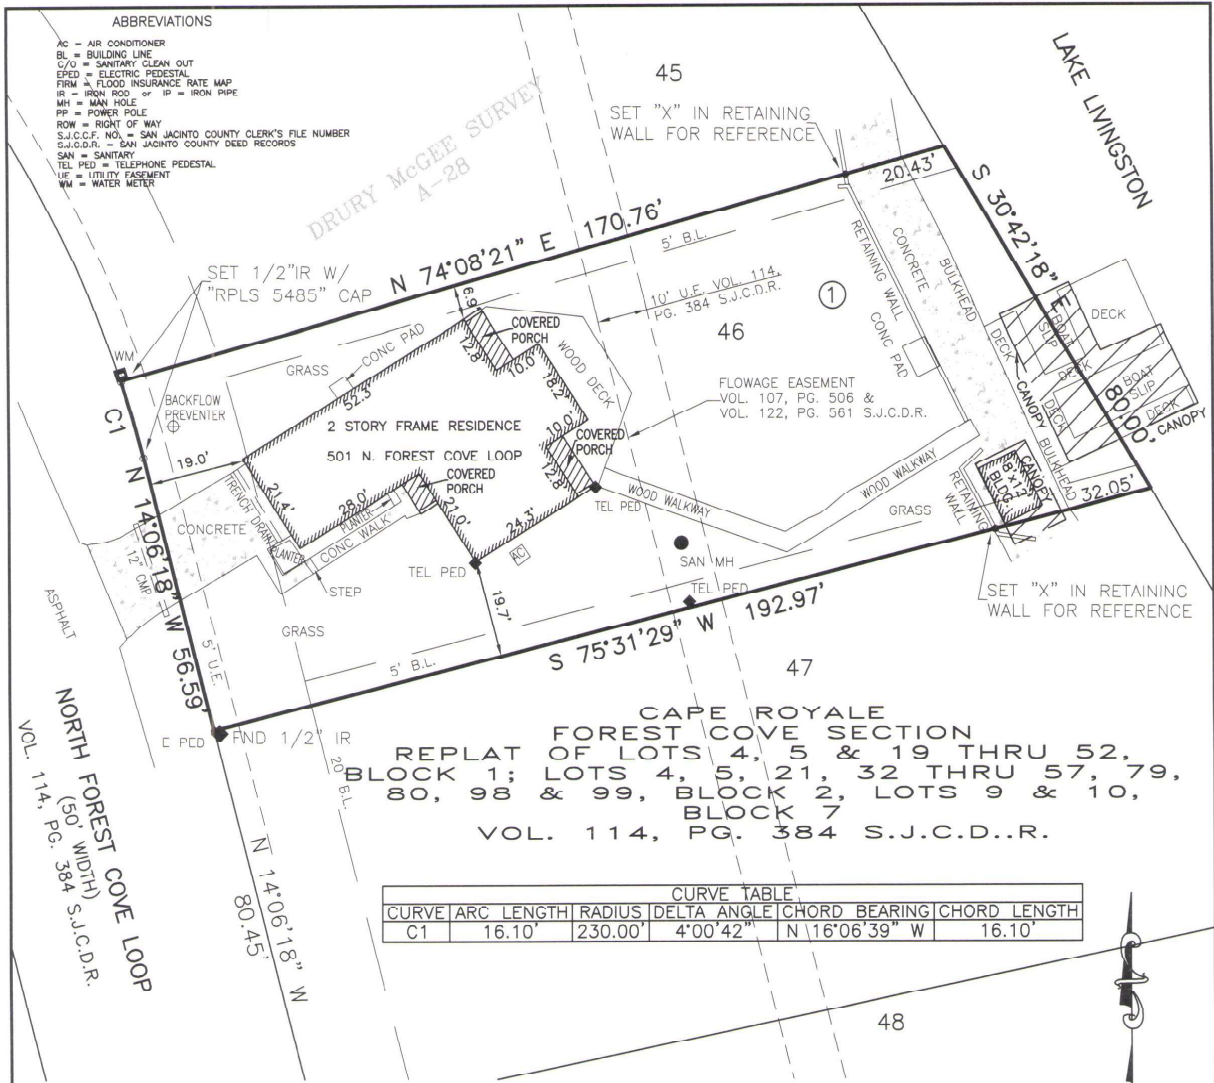 ABBREVIATIONS
AC – AIR CONDITIONER
BL = BUILDING LINE
C/O = SANITARY CLEAN OUT
EPED = ELECTRIC PEDESTAL
FIRM = FLOOD INSURANCE RATE MAP
IR – IRON ROD or IP = IRON PIPE
MH = MAN HOLE
PP = POWER POLE
ROW = RIGHT OF WAY
S.J.C.C.F. NO. = SAN JACINTO COUNTY CLERK'S FILE NUMBER
S.J.C.D.R. – SAN JACINTO COUNTY DEED RECORDS
SAN = SANITARY
TEL PED = TELEPHONE PEDESTAL
UE = UTILITY EASEMENT
WM = WATER METER
DRURY McGEE SURVEY
A-28
45
SET "X" IN RETAINING
WALL FOR REFERENCE
LAKE LIVINGSTON
20.43'
S 30°42'18" E
80.00'
N 74°08'21" E 170.76'
5' B.L.
SET 1/2"IR W/
"RPLS 5485" CAP
6.9'
10' U.E. VOL. 114,
PG. 384 S.J.C.D.R.
1
46
RETAINING WALL
CONCRETE
BULKHEAD
CONC PAD
DECK
BOAT
SLIP
DECK
DECK
CANOPY
BOAT
SLIP
DECK
CANOPY
DECK
BULKHEAD
WM
GRASS
CONC PAD
52.3'
COVERED
PORCH
12.8'
10.0'
18.2'
WOOD DECK
C1
BACKFLOW
PREVENTER
2 STORY FRAME RESIDENCE
501 N. FOREST COVE LOOP
10.0'
COVERED
PORCH
12.8'
FLOWAGE EASEMENT
VOL. 107, PG. 506 &
VOL. 122, PG. 561 S.J.C.D.R.
19.0'
COVERED
PORCH
N 14°06'18" W 56.59'
21.4'
28.0'
21.0'
24.3'
TRENCH DRAIN
CONCRETE
PLANTER
PLANTER
CONC WALK
STEP
12" CMP
ASPHALT
TEL PED
AC
TEL PED
WOOD WALKWAY
WOOD WALKWAY
GRASS
RETAINING
WALL
8'x12'
BLDG.
CANOPY
32.05'
SAN MH
TEL PED
19.7'
GRASS
5' U.E.
5' B.L.
S 75°31'29" W 192.97'
SET "X" IN RETAINING
WALL FOR REFERENCE
47
E PED
FND 1/2" IR
20' B.L.
NORTH FOREST COVE LOOP
(50' WIDTH)
VOL. 114, PG. 384 S.J.C.D.R.
N 14°06'18" W
80.45'
CAPE ROYALE
FOREST COVE SECTION
REPLAT OF LOTS 4, 5 & 19 THRU 52,
BLOCK 1; LOTS 4, 5, 21, 32 THRU 57, 79,
80, 98 & 99, BLOCK 2, LOTS 9 & 10,
BLOCK 7
VOL. 114, PG. 384 S.J.C.D..R.
CURVE TABLE
CURVE ARC LENGTH RADIUS DELTA ANGLE CHORD BEARING CHORD LENGTH
C1 16.10' 230.00' 4°00'42" N 16°06'39" W 16.10'
48